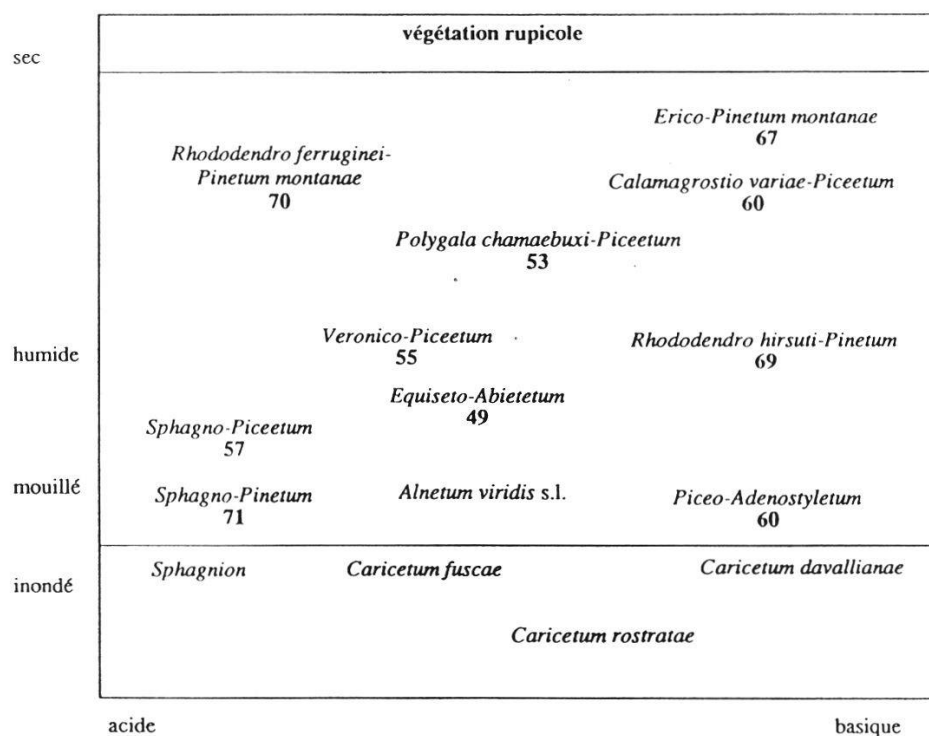 végétation rupicole
sec
Erico-Pinetum montanae
67
Rhododendro ferruginei-
Pinetum montanae
70
Calamagrostio variae-Piceetum
60
Polygala chamaebuxi-Piceetum
53
humide
Veronico-Piceetum
55
Rhododendro hirsuti-Pinetum
69
Equiseto-Abietetum
49
Sphagno-Piceetum
57
mouillé
Sphagno-Pinetum
71
Alnetum viridis s.l.
Piceo-Adenostyletum
60
inondé
Sphagnion
Caricetum fuscae
Caricetum davallianae
Caricetum rostratae
acide
basique